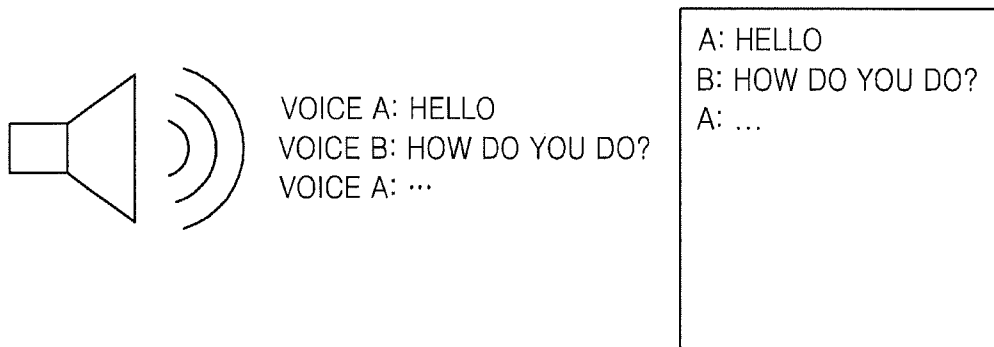 VOICE A: HELLO
VOICE B: HOW DO YOU DO?
VOICE A: ⋯
A: HELLO
B: HOW DO YOU DO?
A: ...